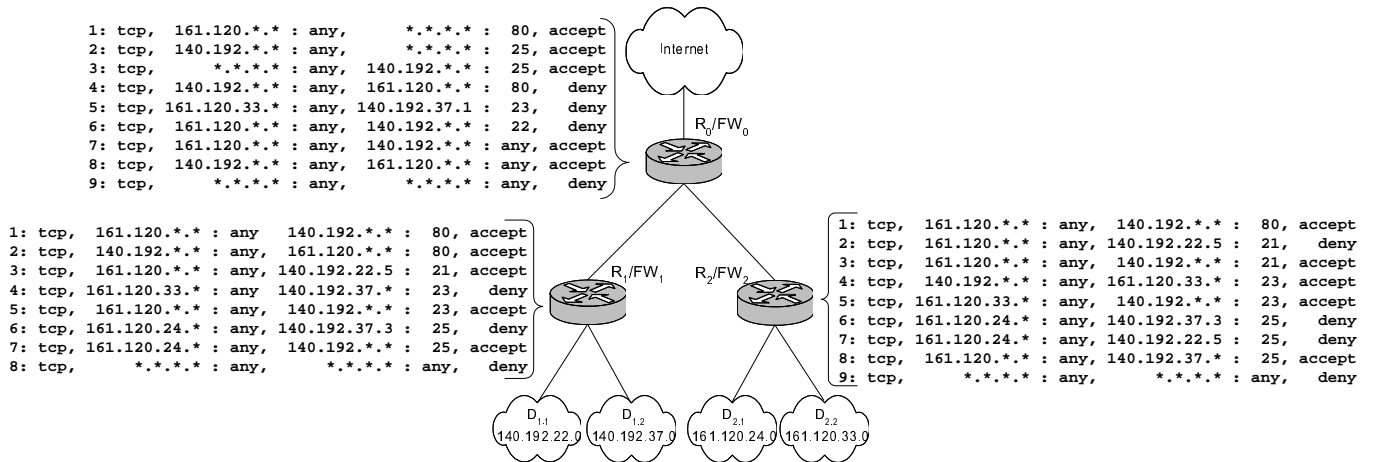 1: tcp, 161.120.*.* : any, *.*.*.* : 80, accept
2: tcp, 140.192.*.* : any, *.*.*.* : 25, accept
3: tcp, *.*.*.* : any, 140.192.*.* : 25, accept
4: tcp, 140.192.*.* : any, 161.120.*.* : 80, deny
5: tcp, 161.120.33.* : any, 140.192.37.1 : 23, deny
6: tcp, 161.120.*.* : any, 140.192.*.* : 22, deny
7: tcp, 161.120.*.* : any, 140.192.*.* : any, accept
8: tcp, 140.192.*.* : any, 161.120.*.* : any, accept
9: tcp, *.*.*.* : any, *.*.*.* : any, deny
Internet
R0/FW0
1: tcp, 161.120.*.* : any 140.192.*.* : 80, accept
2: tcp, 140.192.*.* : any, 161.120.*.* : 80, accept
3: tcp, 161.120.*.* : any, 140.192.22.5 : 21, accept
4: tcp, 161.120.33.* : any 140.192.37.* : 23, deny
5: tcp, 161.120.*.* : any, 140.192.*.* : 23, accept
6: tcp, 161.120.24.* : any, 140.192.37.3 : 25, deny
7: tcp, 161.120.24.* : any, 140.192.*.* : 25, accept
8: tcp, *.*.*.* : any, *.*.*.* : any, deny
R1/FW1
R2/FW2
1: tcp, 161.120.*.* : any, 140.192.*.* : 80, accept
2: tcp, 161.120.*.* : any, 140.192.22.5 : 21, deny
3: tcp, 161.120.*.* : any, 140.192.*.* : 21, accept
4: tcp, 140.192.*.* : any, 161.120.33.* : 23, accept
5: tcp, 161.120.33.* : any, 140.192.*.* : 23, accept
6: tcp, 161.120.24.* : any, 140.192.37.3 : 25, deny
7: tcp, 161.120.24.* : any, 140.192.22.5 : 25, deny
8: tcp, 161.120.*.* : any, 140.192.37.* : 25, accept
9: tcp, *.*.*.* : any, *.*.*.* : any, deny
D1.1
140.192.22.0
D1.2
140.192.37.0
D2.1
161.120.24.0
D2.2
161.120.33.0